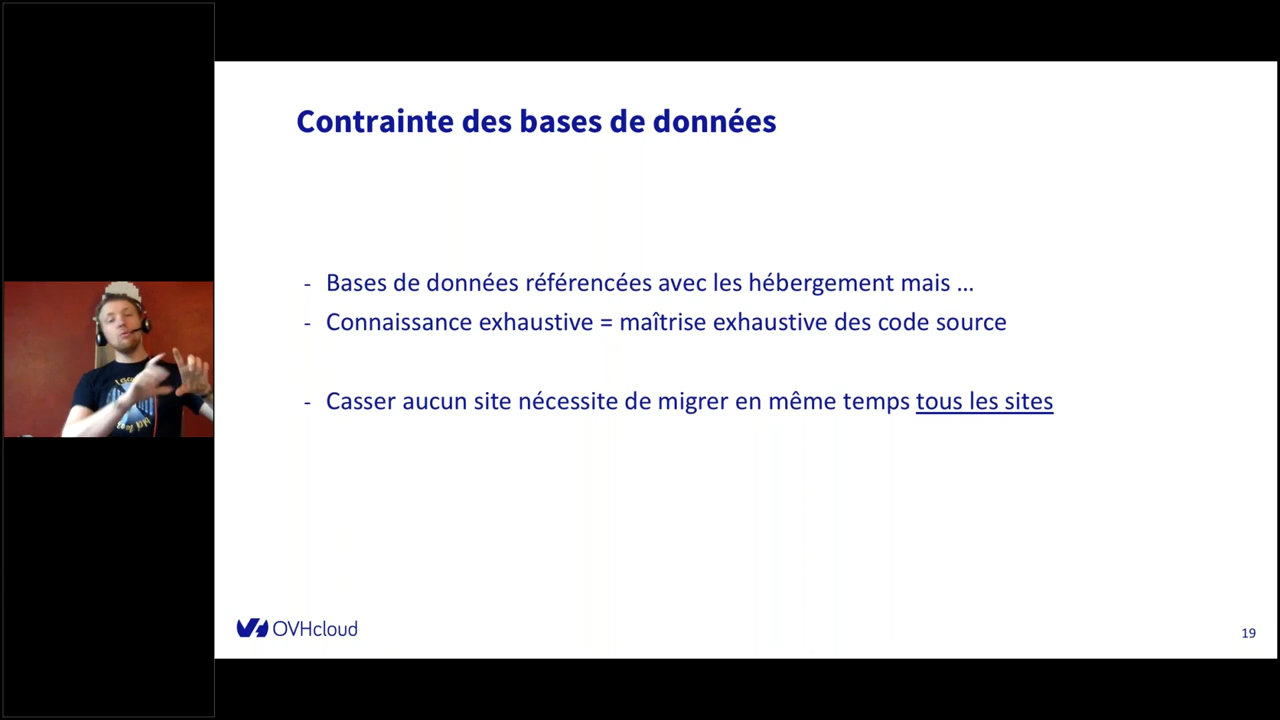 Contrainte des bases de données
- Bases de données référencées avec les hébergement mais ...
- Connaissance exhaustive = maîtrise exhaustive des code source
- Casser aucun site nécessite de migrer en même temps tous les sites
OVHcloud
19